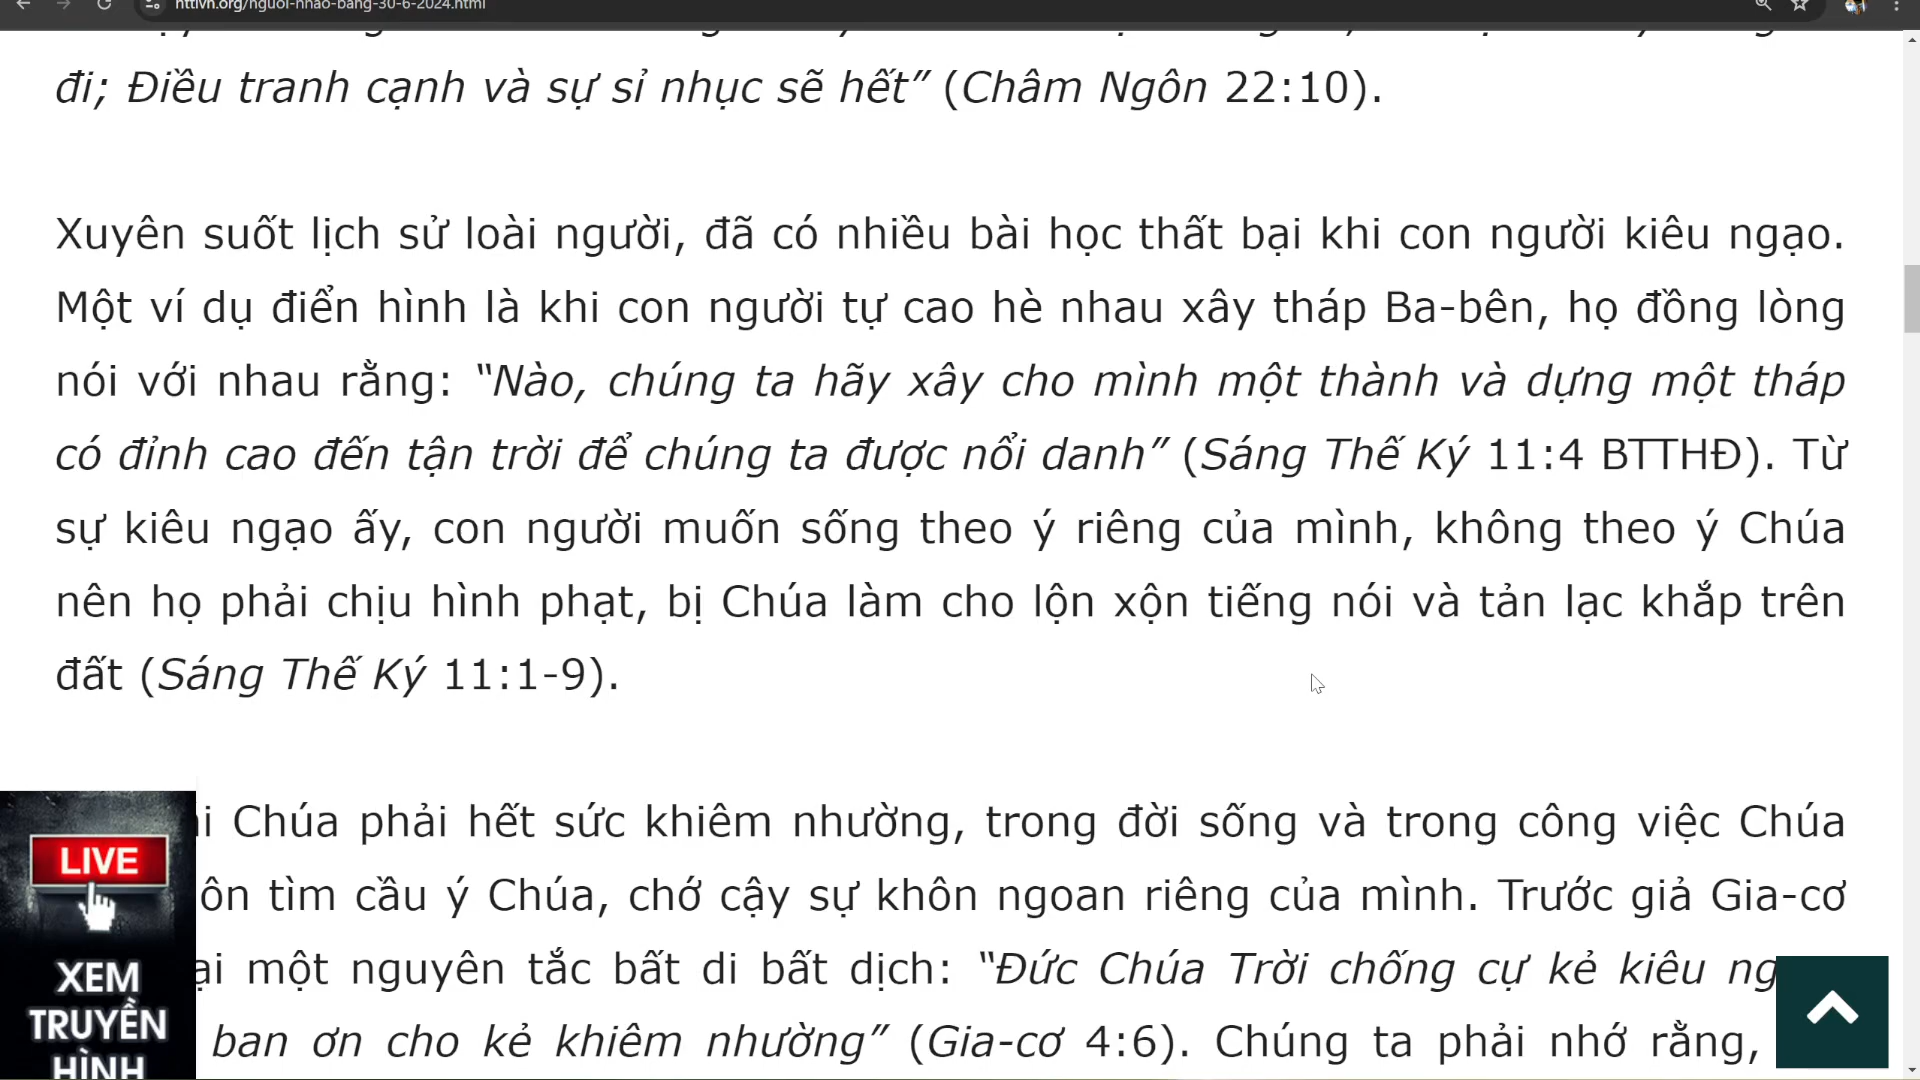 httlvn.org/nguoi-nhao-bang-30-6-2024.html
đi; Điều tranh cạnh và sự sỉ nhục sẽ hết” (Châm Ngôn 22:10).
Xuyên suốt lịch sử loài người, đã có nhiều bài học thất bại khi con người kiêu ngạo.
Một ví dụ điển hình là khi con người tự cao hè nhau xây tháp Ba-bên, họ đồng lòng
nói với nhau rằng: “Nào, chúng ta hãy xây cho mình một thành và dựng một tháp
có đỉnh cao đến tận trời để chúng ta được nổi danh” (Sáng Thế Ký 11:4 BTTHĐ). Từ
sự kiêu ngạo ấy, con người muốn sống theo ý riêng của mình, không theo ý Chúa
nên họ phải chịu hình phạt, bị Chúa làm cho lộn xộn tiếng nói và tản lạc khắp trên
đất (Sáng Thế Ký 11:1-9).
Chúa phải hết sức khiêm nhường, trong đời sống và trong công việc Chúa
tìm cầu ý Chúa, chớ cậy sự khôn ngoan riêng của mình. Trước giả Gia-cơ
một nguyên tắc bất di bất dịch: “Đức Chúa Trời chống cự kẻ kiêu
ban ơn cho kẻ khiêm nhường” (Gia-cơ 4:6). Chúng ta phải nhớ rằng,
LIVE
XEM
TRUYỀN
HÌNH